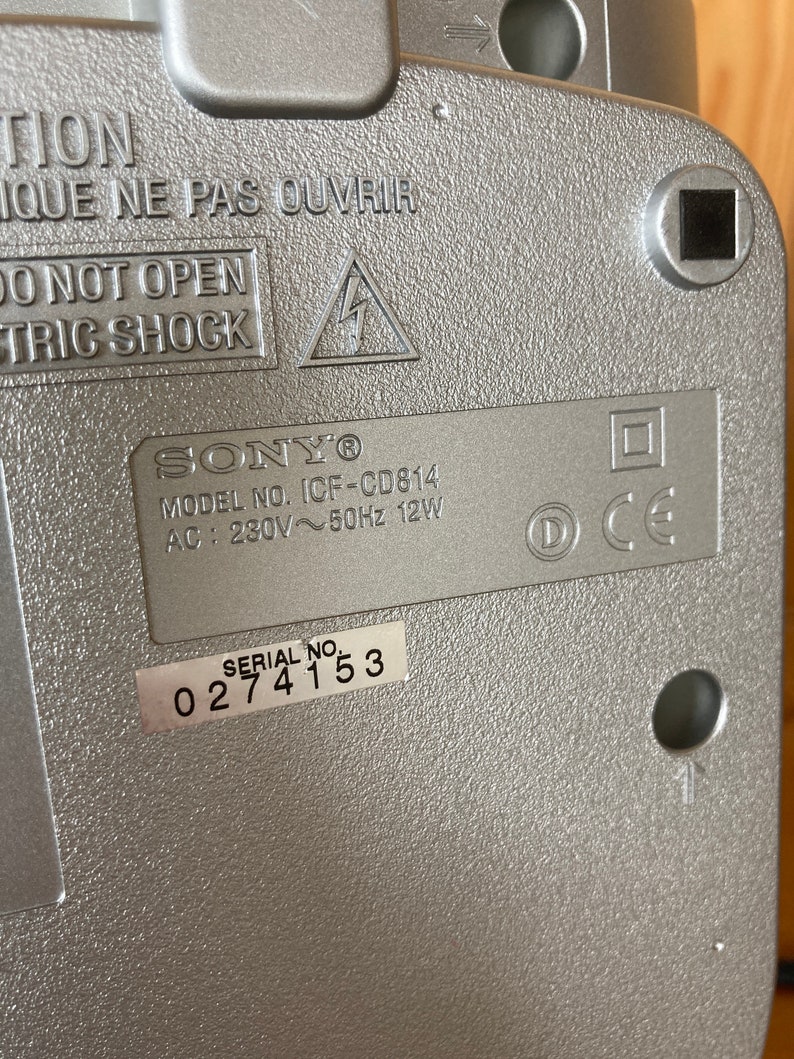 TION
IQUE NE PAS OUVRIR
DO NOT OPEN
CTRIC SHOCK
SONY®
MODEL NO. ICF-CD814
AC : 230V~50Hz 12W
D CE
SERIAL NO.
0274153